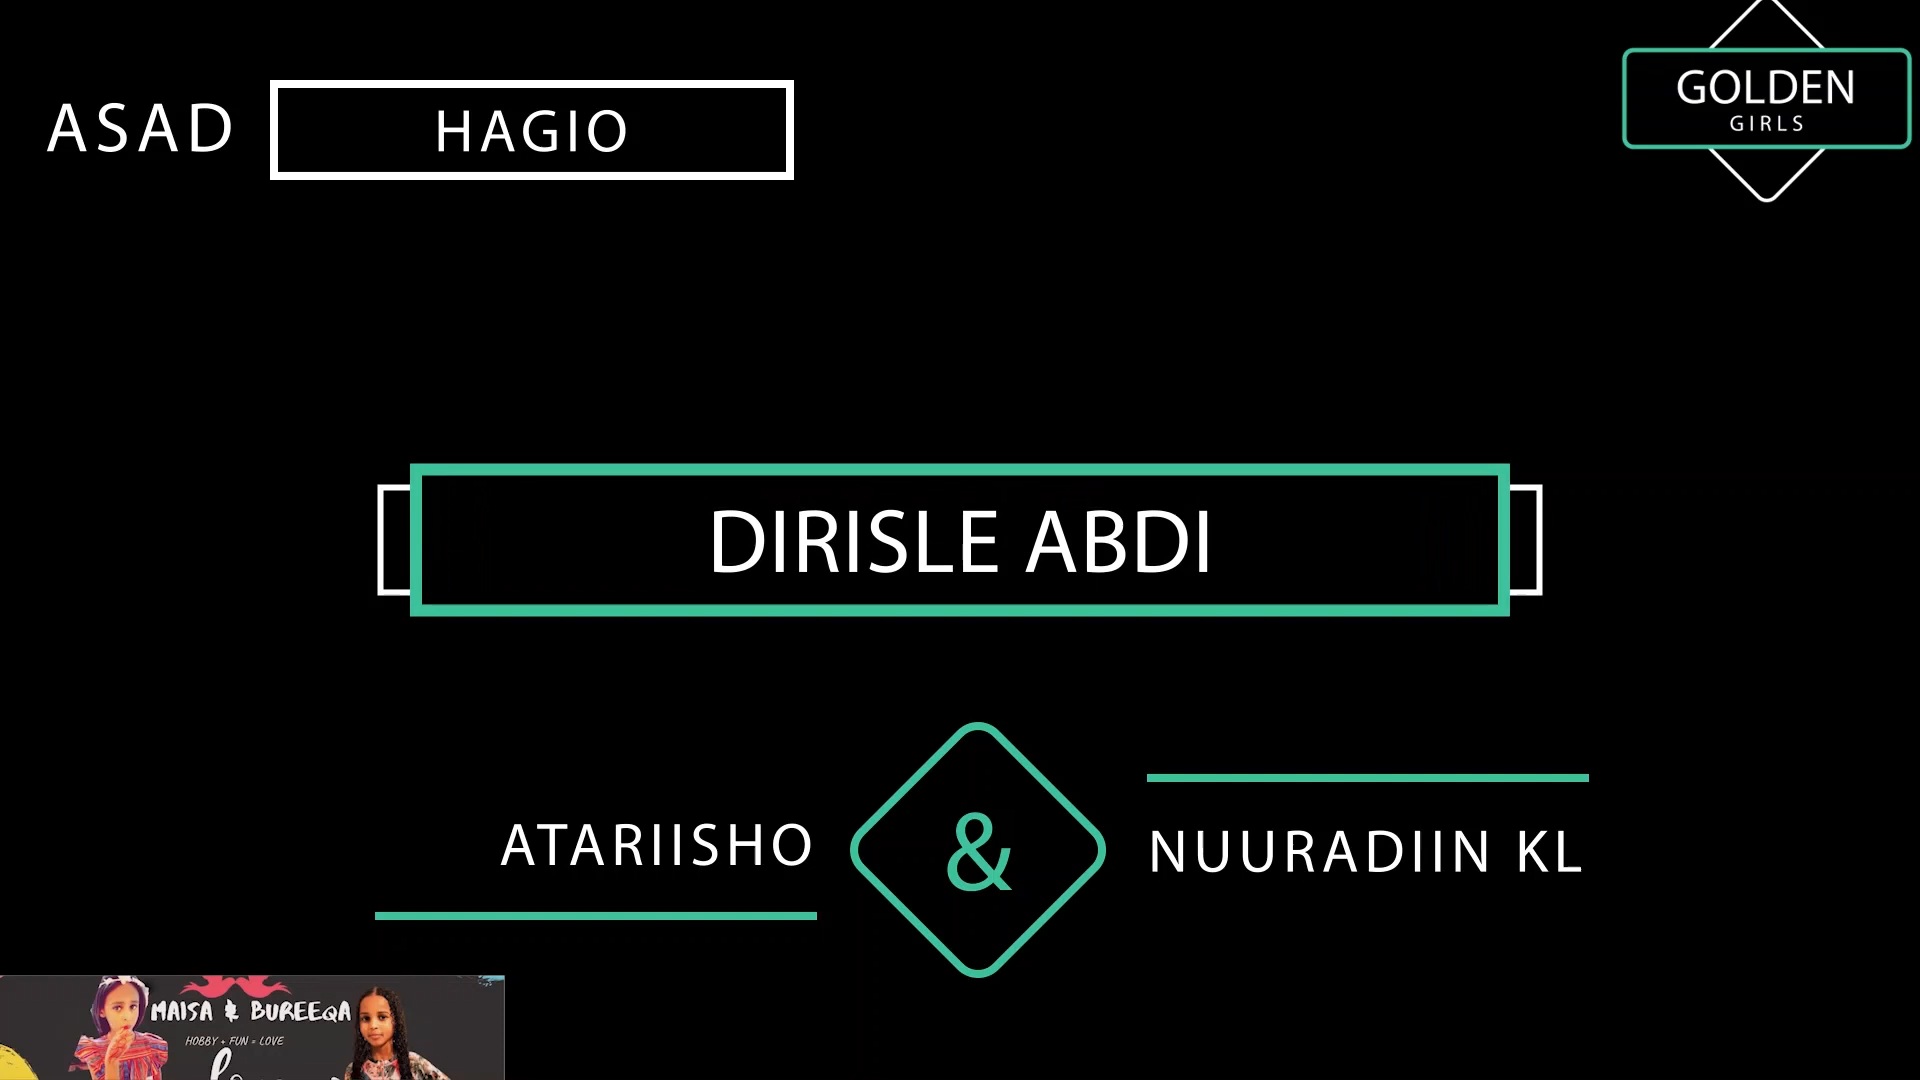 ASAD
HAGIO
GOLDEN
GIRLS
DIRISLE ABDI
ATARIISHO
&
NUURADIIN KL
MAISA & BUREEQA
HOBBY + FUN = LOVE